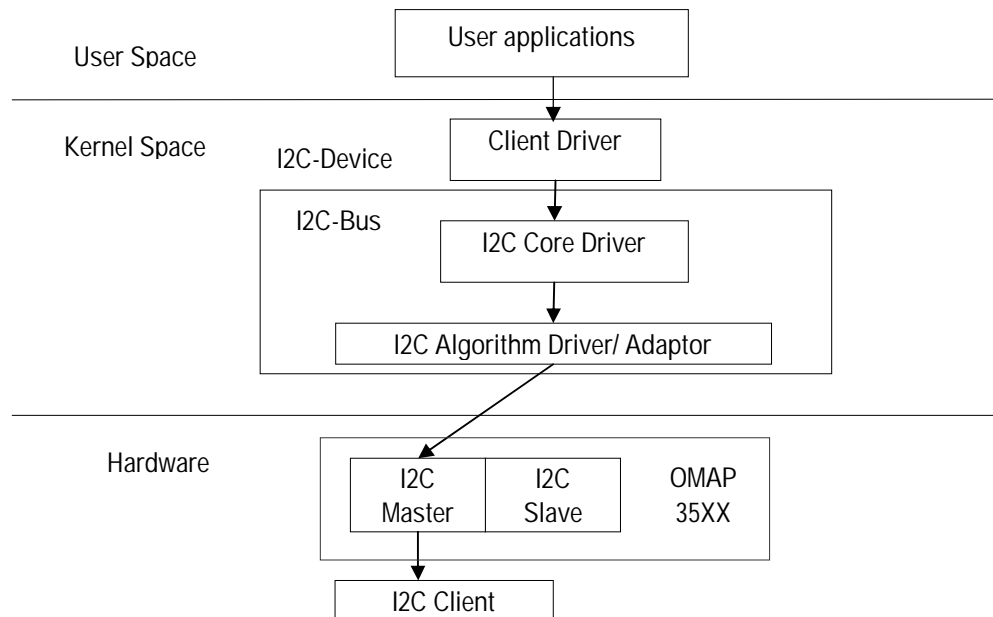 User applications
User Space
Kernel Space
Client Driver
I2C-Device
I2C-Bus
I2C Core Driver
I2C Algorithm Driver/ Adaptor
Hardware
I2C
Master
I2C
Slave
OMAP
35XX
I2C Client